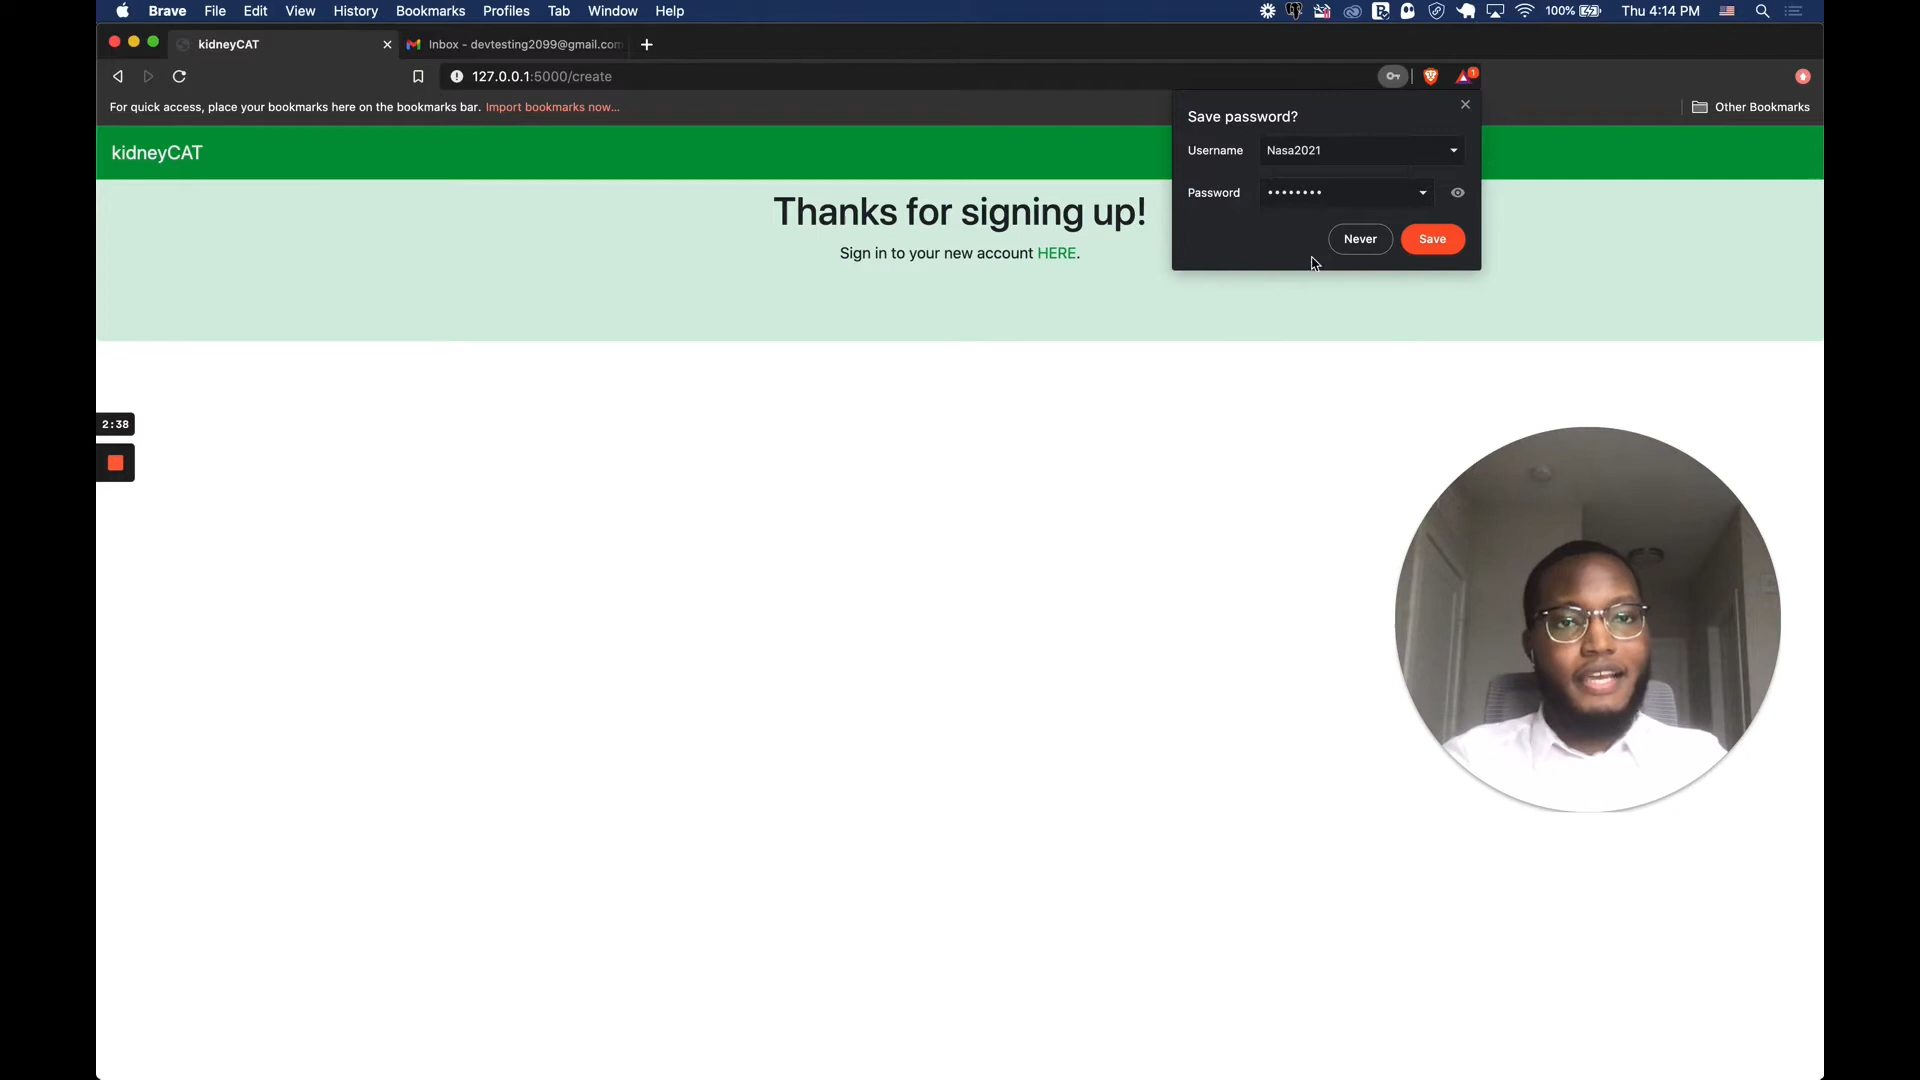 Brave File Edit View History Bookmarks Profiles Tab Window Help 100% Thu 4:14 PM
kidneyCAT Inbox - devtesting2099@gmail.com
127.0.0.1:5000/create 1
For quick access, place your bookmarks here on the bookmarks bar. Import bookmarks now... Other Bookmarks
Save password?
Username Nasa2021
Password ••••••••
Never Save
kidneyCAT
Thanks for signing up!
Sign in to your new account HERE.
2:38